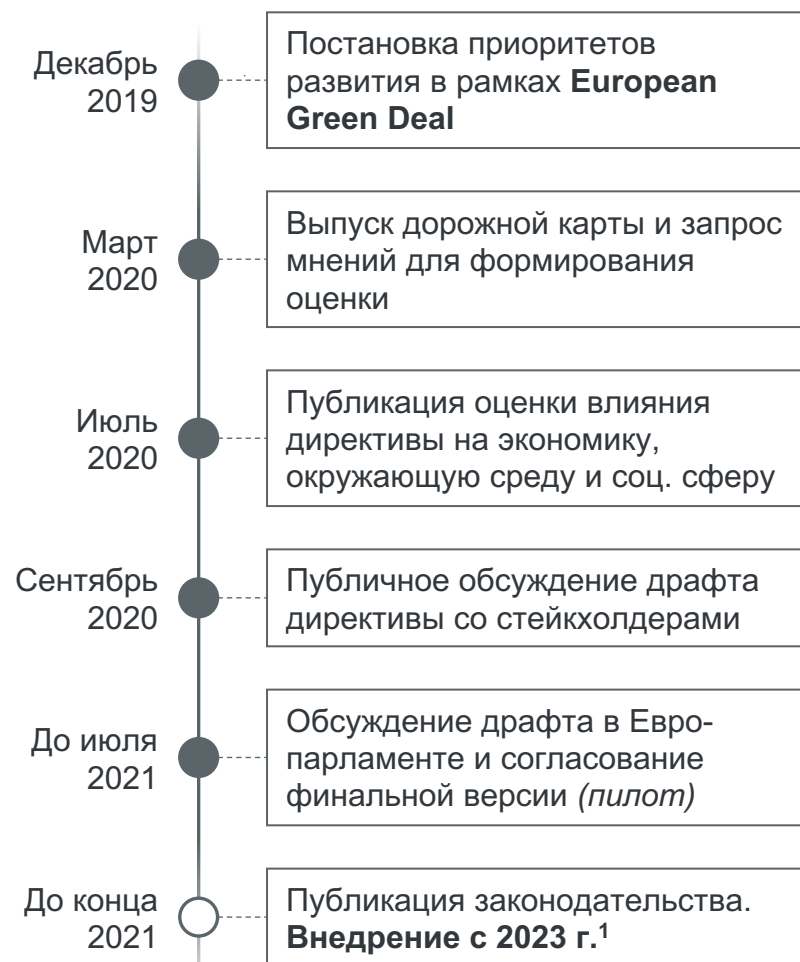 Декабрь
2019
Постановка приоритетов
развития в рамках European
Green Deal
Март
2020
Выпуск дорожной карты и запрос
мнений для формирования
оценки
Июль
2020
Публикация оценки влияния
директивы на экономику,
окружающую среду и соц. сферу
Сентябрь
2020
Публичное обсуждение драфта
директивы со стейкхолдерами
До июля
2021
Обсуждение драфта в Евро-
парламенте и согласование
финальной версии (пилот)
До конца
2021
Публикация законодательства.
Внедрение с 2023 г.¹